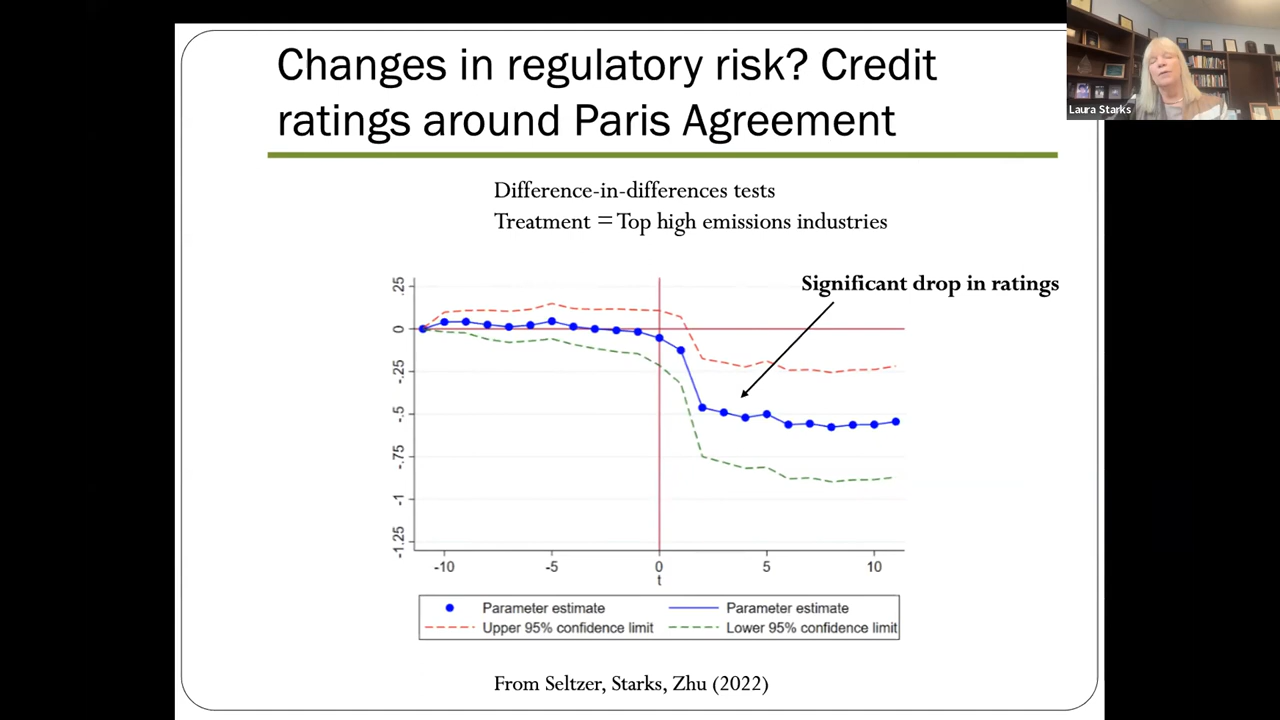 Changes in regulatory risk? Credit
ratings around Paris Agreement
Laura Starks
Difference-in-differences tests
Treatment = Top high emissions industries
Significant drop in ratings
.25
0
-.25
-.5
-.75
-1
-1.25
-10
-5
0
5
10
t
Parameter estimate
Parameter estimate
Upper 95% confidence limit
Lower 95% confidence limit
From Seltzer, Starks, Zhu (2022)